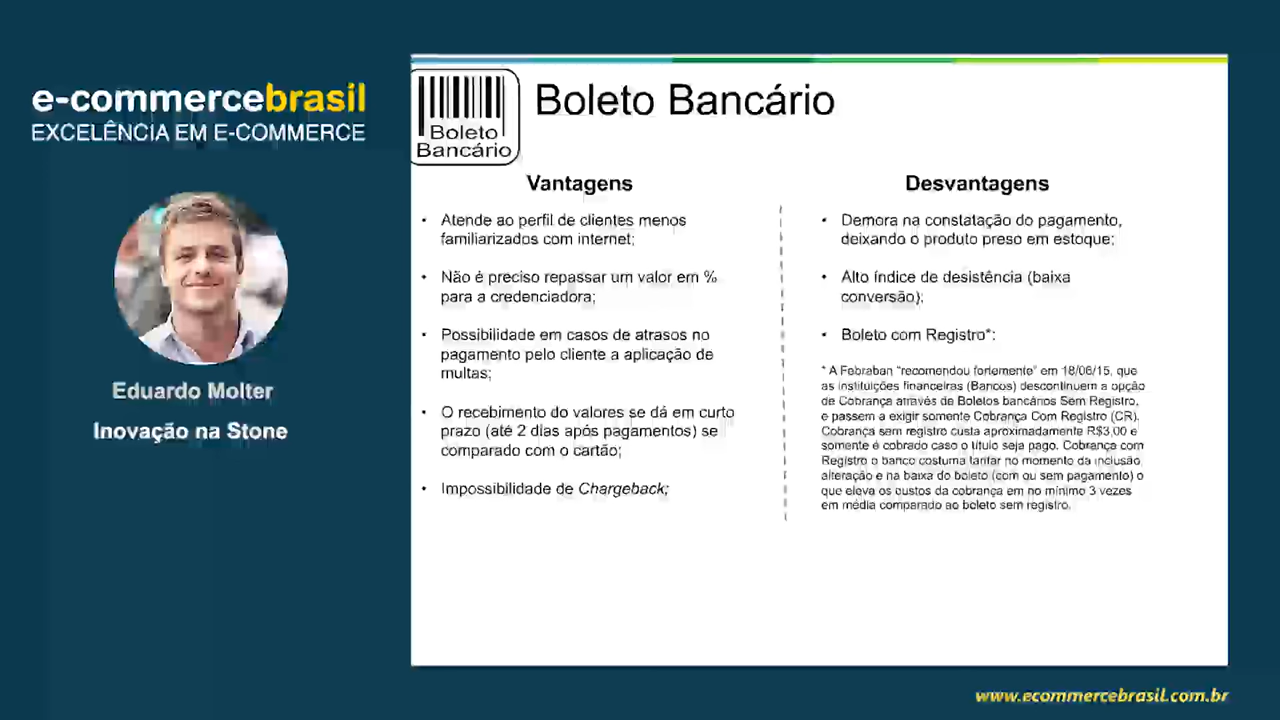 e-commercebrasil
EXCELÊNCIA EM E-COMMERCE
Eduardo Molter
Inovação na Stone
Boleto
Bancário
Boleto Bancário
Vantagens
• Atende ao perfil de clientes menos
familiarizados com internet;
• Não é preciso repassar um valor em %
para a credenciadora;
• Possibilidade em casos de atrasos no
pagamento pelo cliente a aplicação de
multas;
• O recebimento do valores se dá em curto
prazo (até 2 dias após pagamentos) se
comparado com o cartão;
• Impossibilidade de Chargeback;
Desvantagens
• Demora na constatação do pagamento,
deixando o produto preso em estoque;
• Alto índice de desistência (baixa
conversão);
• Boleto com Registro*:
* A Febraban "recomendou fortemente" em 18/06/15, que
as instituições financeiras (Bancos) descontinuem a opção
de Cobrança através de Boletos bancários Sem Registro,
e passem a exigir somente Cobrança Com Registro (CR).
Cobrança sem registro custa aproximadamente R$3,00 e
somente é cobrado caso o título seja pago. Cobrança com
Registro o banco costuma tarifar no momento da inclusão,
alteração e na baixa do boleto (com ou sem pagamento) o
que eleva os custos da cobrança em no mínimo 3 vezes
em média comparado ao boleto sem registro.
www.ecommercebrasil.com.br